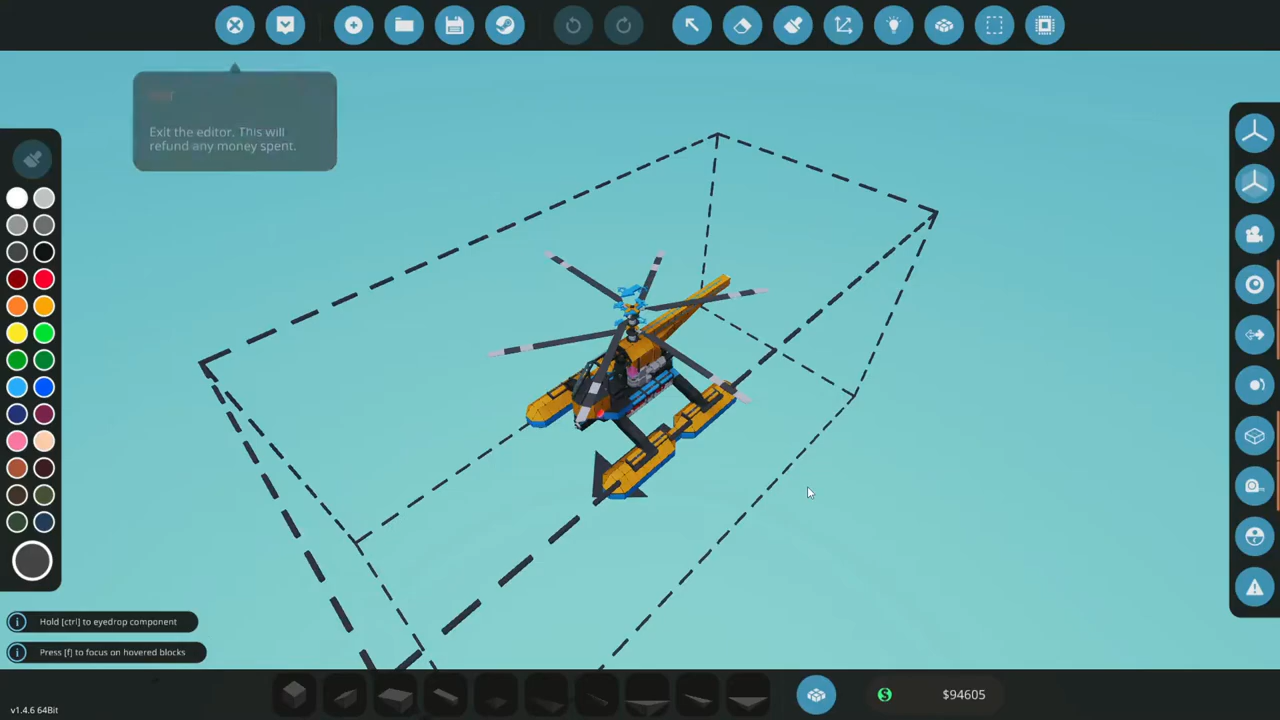 Exit the editor. This will
refund any money spent.
Hold [ctrl] to eyedrop component
Press [f] to focus on hovered blocks
$94605
v1.4.6 64Bit